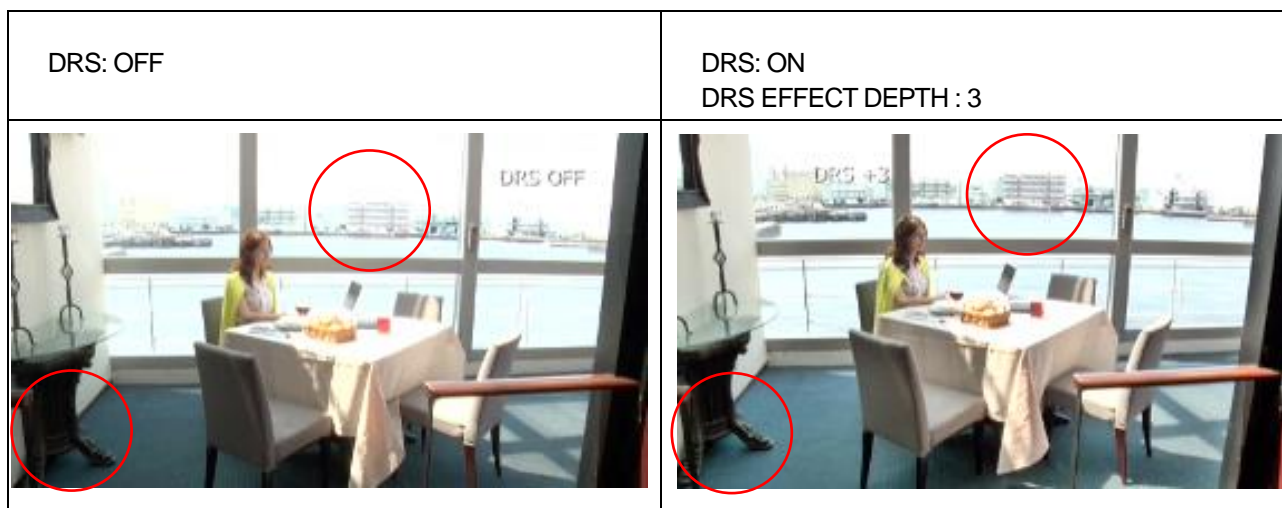 DRS: OFF
DRS: ON
DRS EFFECT DEPTH : 3
DRS OFF
DRS +3